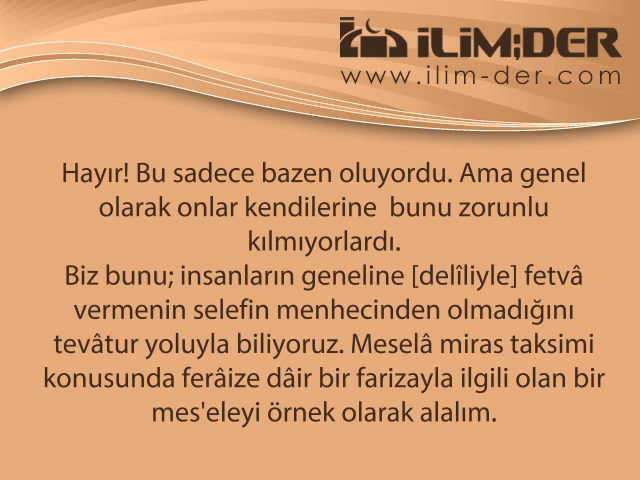 İLİM;DER
www.ilim-der.com
Hayır! Bu sadece bazen oluyordu. Ama genel
olarak onlar kendilerine  bunu zorunlu
kılmıyorlardı.
Biz bunu; insanların geneline [delîliyle] fetvâ
vermenin selefin menhecinden olmadığını
tevâtur yoluyla biliyoruz. Meselâ miras taksimi
konusunda ferâize dâir bir farizayla ilgili olan bir
mes'eleyi örnek olarak alalım.